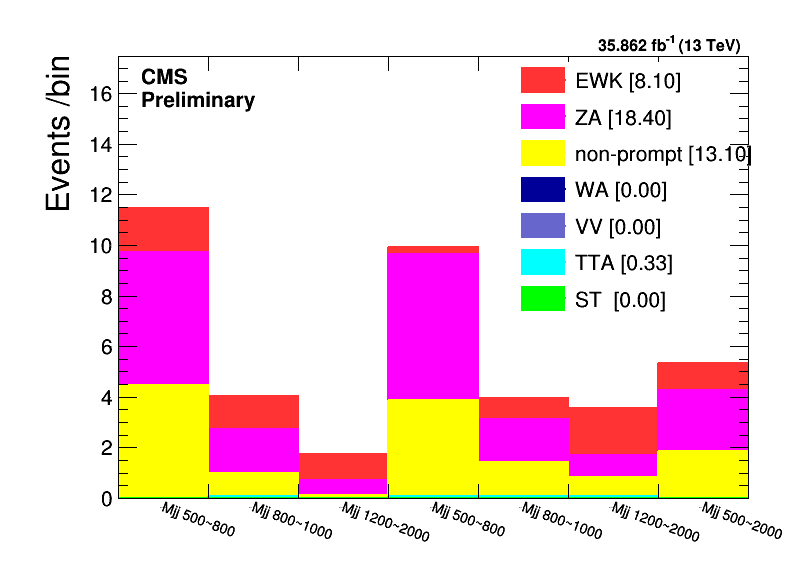 35.862 fb-1 (13 TeV)
CMS
Preliminary
Events /bin
16
14
12
10
8
6
4
2
0
EWK [8.10]
ZA [18.40]
non-prompt [13.10]
WA [0.00]
VV [0.00]
TTA [0.33]
ST [0.00]
Mjj 500~800
Mjj 800~1000
Mjj 1200~2000
Mjj 500~800
Mjj 800~1000
Mjj 1200~2000
Mjj 500~2000